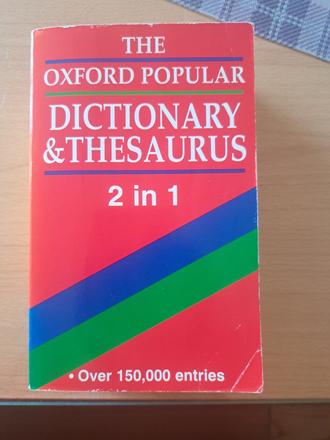 THE
OXFORD POPULAR
DICTIONARY
& THESAURUS
2 in 1
• Over 150,000 entries